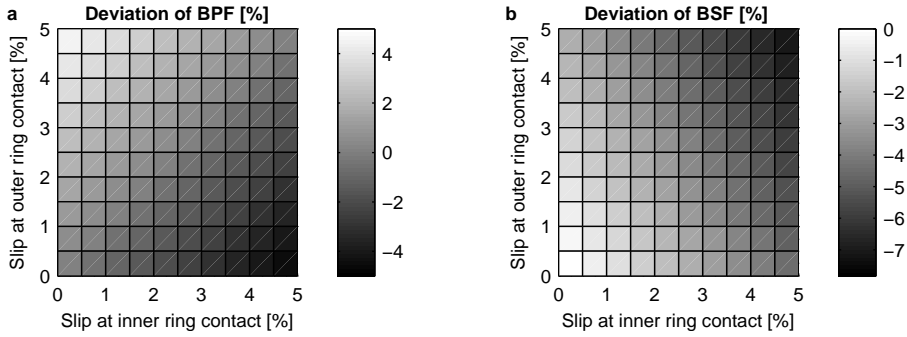 a
Deviation of BPF [%]
Slip at outer ring contact [%]
5
4
3
2
1
0
0 1 2 3 4 5
Slip at inner ring contact [%]
4
2
0
−2
−4
b
Deviation of BSF [%]
Slip at outer ring contact [%]
5
4
3
2
1
0
0 1 2 3 4 5
Slip at inner ring contact [%]
0
−1
−2
−3
−4
−5
−6
−7